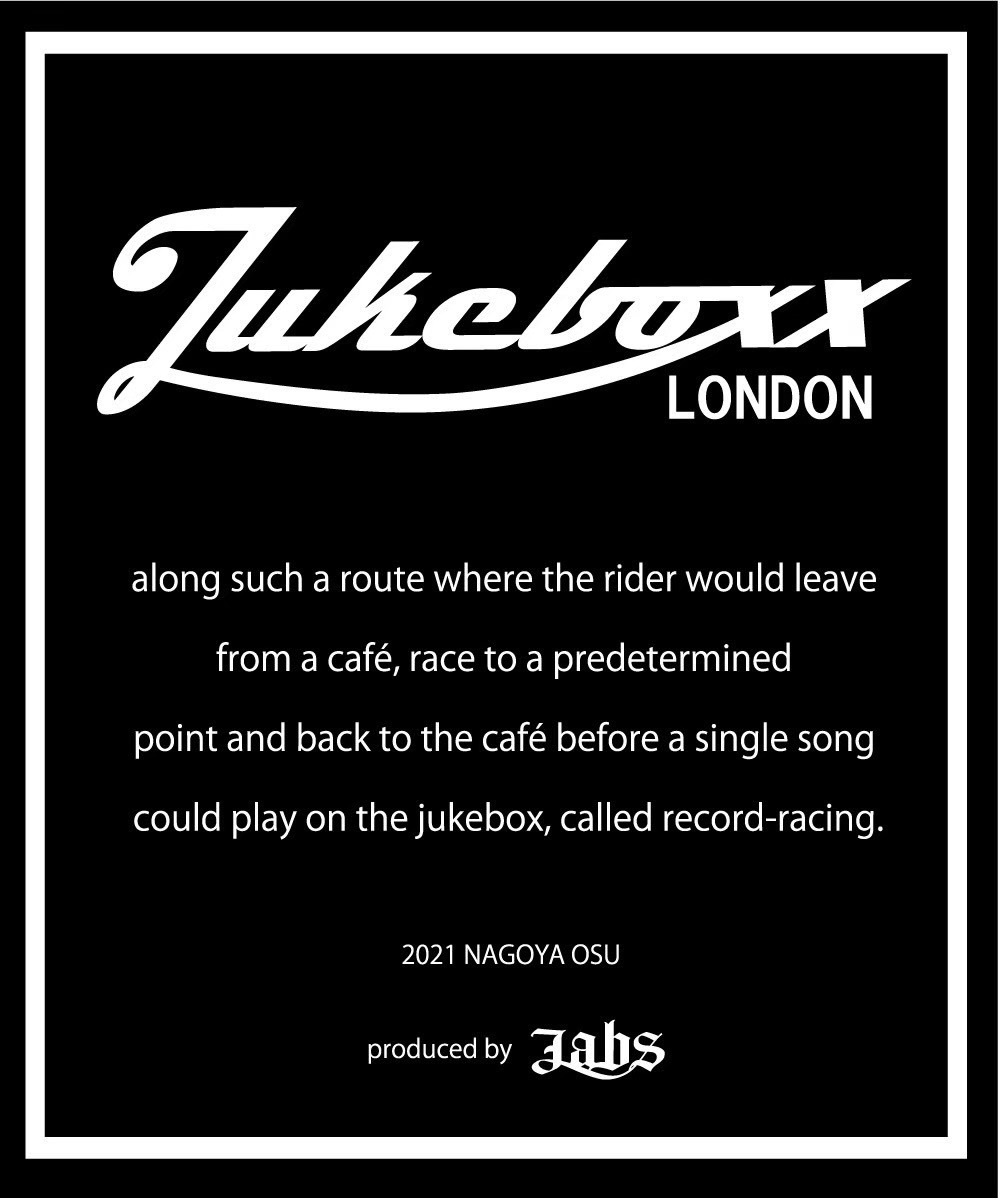 Jukeboxx
LONDON
along such a route where the rider would leave
from a café, race to a predetermined
point and back to the café before a single song
could play on the jukebox, called record-racing.
2021 NAGOYA OSU
produced by Jabs